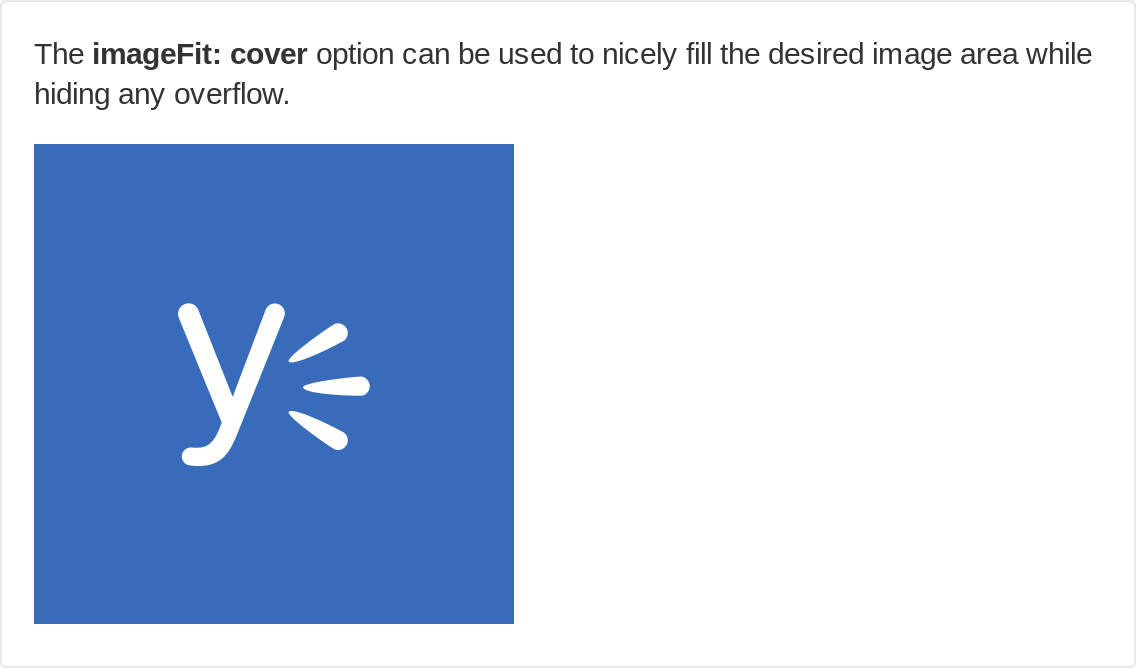 The imageFit: cover option can be used to nicely fill the desired image area while
hiding any overflow.
y